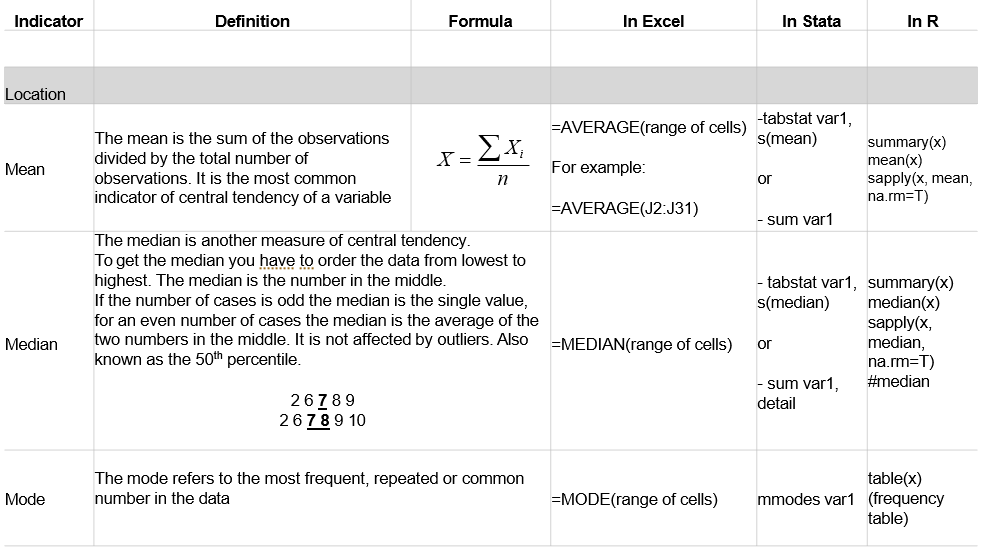 Indicator Definition Formula In Excel In Stata In R
Location
Mean
The mean is the sum of the observations
divided by the total number of
observations. It is the most common
indicator of central tendency of a variable
X̅ = ∑ Xᵢ / n
=AVERAGE(range of cells)
For example:
=AVERAGE(J2:J31)
-tabstat var1,
s(mean)
or
- sum var1
summary(x)
mean(x)
sapply(x, mean,
na.rm=T)
Median
The median is another measure of central tendency.
To get the median you have to order the data from lowest to
highest. The median is the number in the middle.
If the number of cases is odd the median is the single value,
for an even number of cases the median is the average of the
two numbers in the middle. It is not affected by outliers. Also
known as the 50th percentile.
2 6 7 8 9
2 6 7 8 9 10
=MEDIAN(range of cells)
- tabstat var1,
s(median)
or
- sum var1,
detail
summary(x)
median(x)
sapply(x,
median,
na.rm=T)
#median
Mode
The mode refers to the most frequent, repeated or common
number in the data
=MODE(range of cells)
mmodes var1
table(x)
(frequency
table)